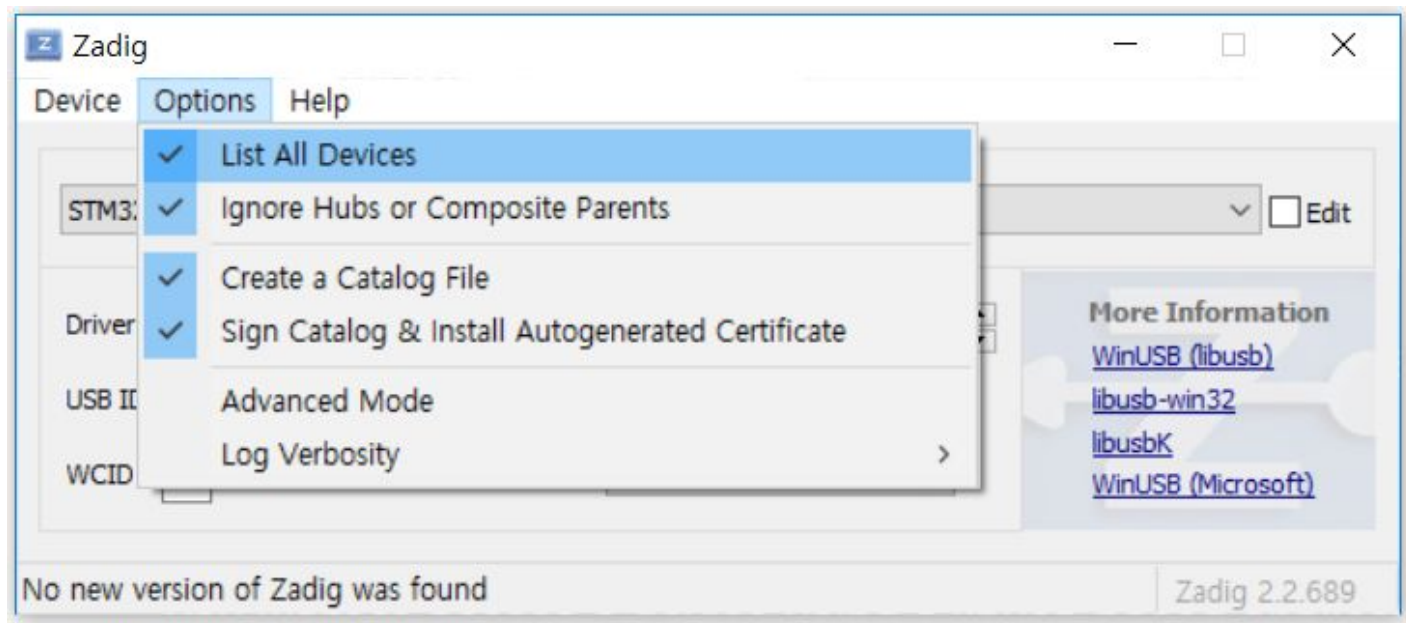 Zadig
Device Options Help
List All Devices
STM32 Ignore Hubs or Composite Parents Edit
Create a Catalog File
Driver Sign Catalog & Install Autogenerated Certificate
More Information
WinUSB (libusb)
USB ID Advanced Mode libusb-win32
Log Verbosity libusbK
WCID WinUSB (Microsoft)
No new version of Zadig was found Zadig 2.2.689